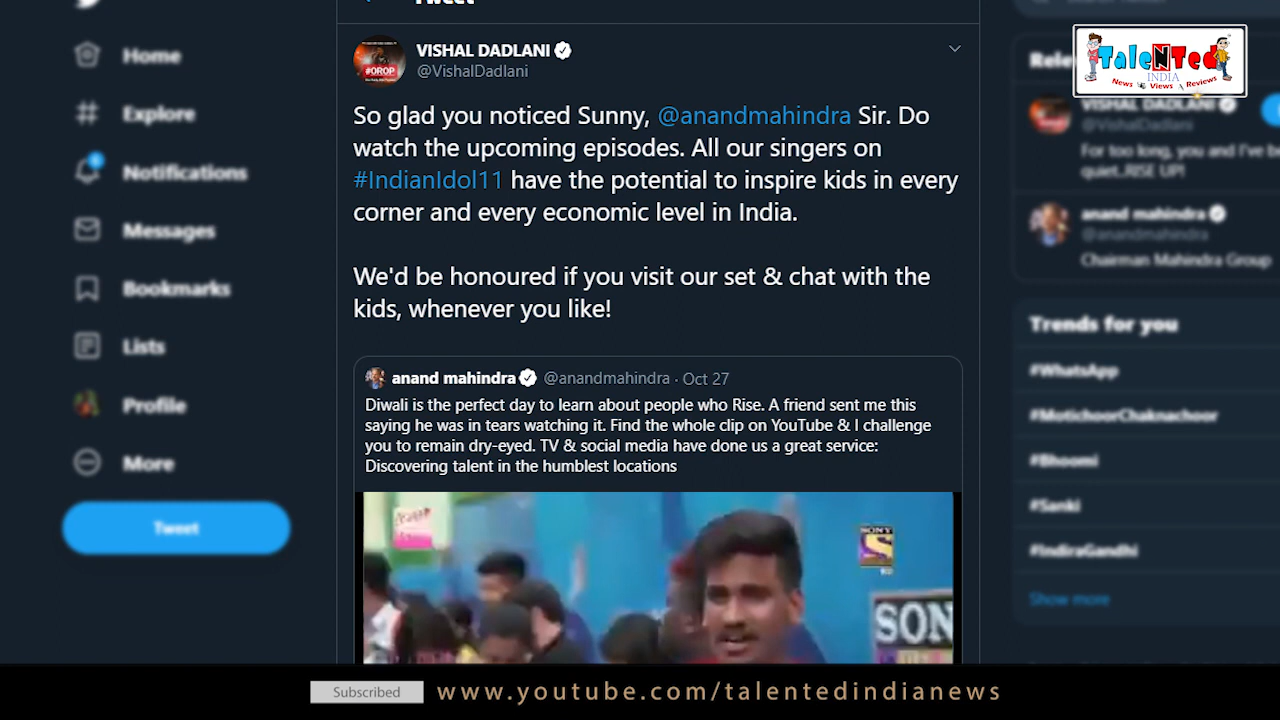 Tweet
Home
Explore
Notifications
Messages
Bookmarks
Lists
Profile
More
Tweet
VISHAL DADLANI
@VishalDadlani
So glad you noticed Sunny, @anandmahindra Sir. Do
watch the upcoming episodes. All our singers on
#IndianIdol11 have the potential to inspire kids in every
corner and every economic level in India.
We'd be honoured if you visit our set & chat with the
kids, whenever you like!
anand mahindra @anandmahindra · Oct 27
Diwali is the perfect day to learn about people who Rise. A friend sent me this
saying he was in tears watching it. Find the whole clip on YouTube & I challenge
you to remain dry-eyed. TV & social media have done us a great service:
Discovering talent in the humblest locations
SONY
SON
TaleNTed
INDIA
News Views Reviews
VISHAL DADLANI
@VishalDadlani
For too long, you and I've be
quiet..RISE UP!
anand mahindra
@anandmahindra
Chairman Mahindra Group
Trends for you
#WhatsApp
#MotichoorChaknachoor
#Bhoomi
#Sanki
#IndiraGandhi
Show more
Subscribed
www.youtube.com/talentedindianews